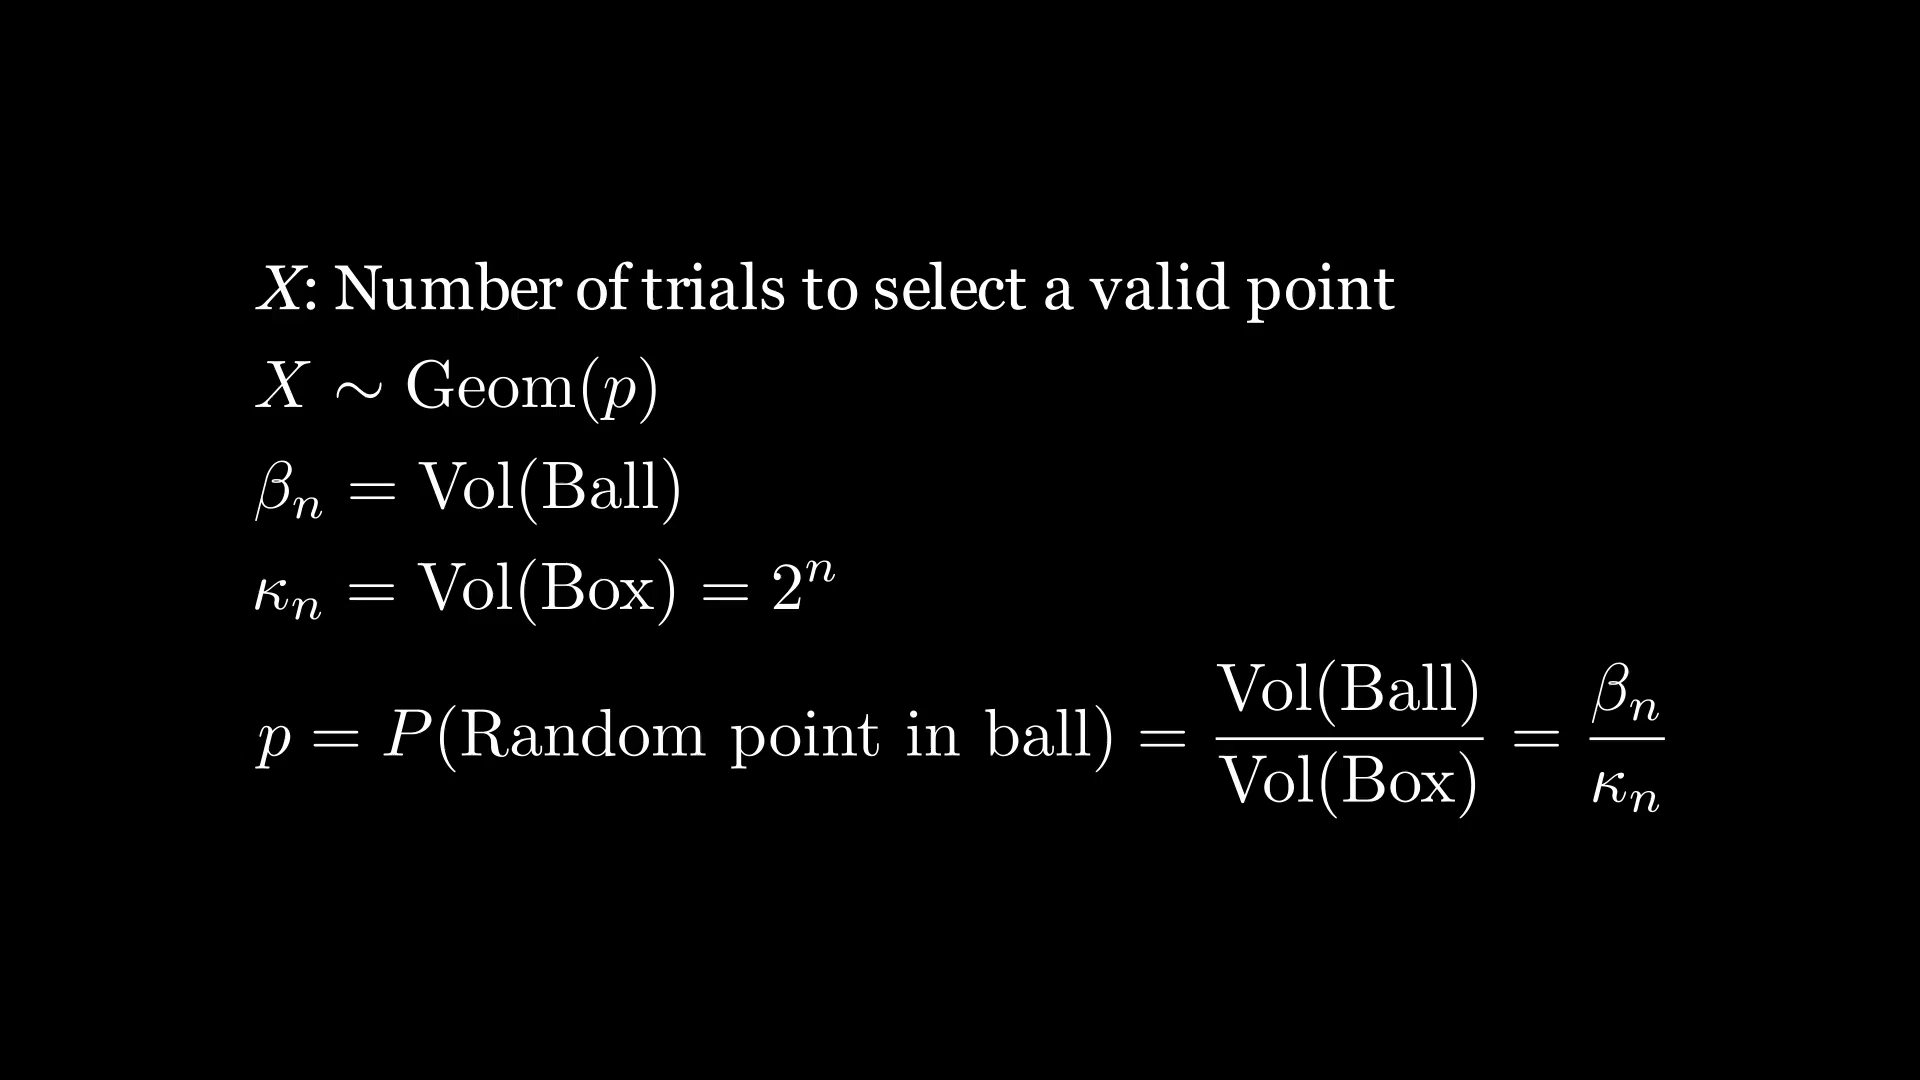 X: Number of trials to select a valid point
X ∼ Geom(p)
βₙ = Vol(Ball)
κₙ = Vol(Box) = 2ⁿ
p = P(Random point in ball) = Vol(Ball)/Vol(Box) = βₙ/κₙ